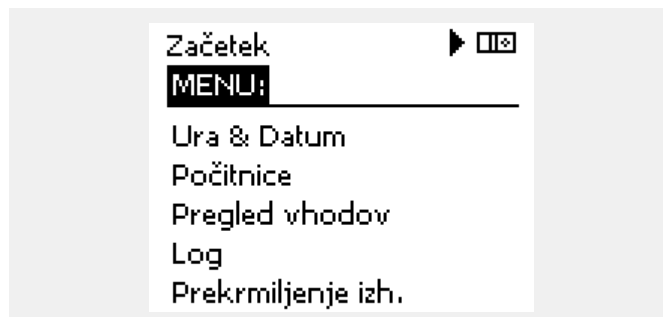 Začetek
MENU:
Ura & Datum
Počitnice
Pregled vhodov
Log
Prekrmiljenje izh.